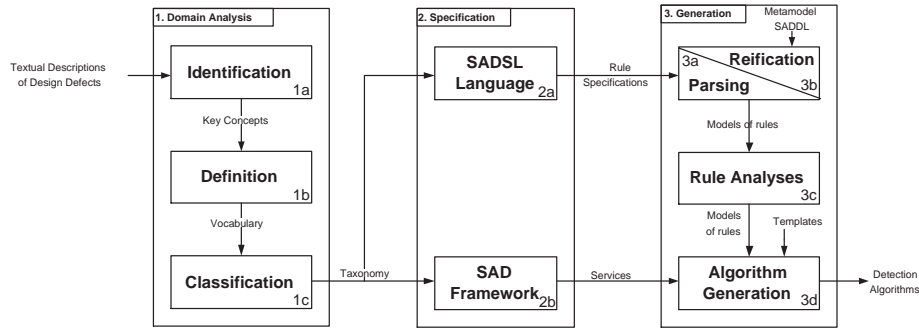 1. Domain Analysis
2. Specification
3. Generation
Metamodel
SADDL
Textual Descriptions
of Design Defects
Identification
1a
SADSL
Language
2a
Rule
Specifications
3a
Reification
Parsing
3b
Key Concepts
Models of rules
Definition
1b
Rule Analyses
3c
Vocabulary
Models
of rules
Templates
Classification
1c
Taxonomy
SAD
Framework
2b
Services
Algorithm
Generation
3d
Detection
Algorithms